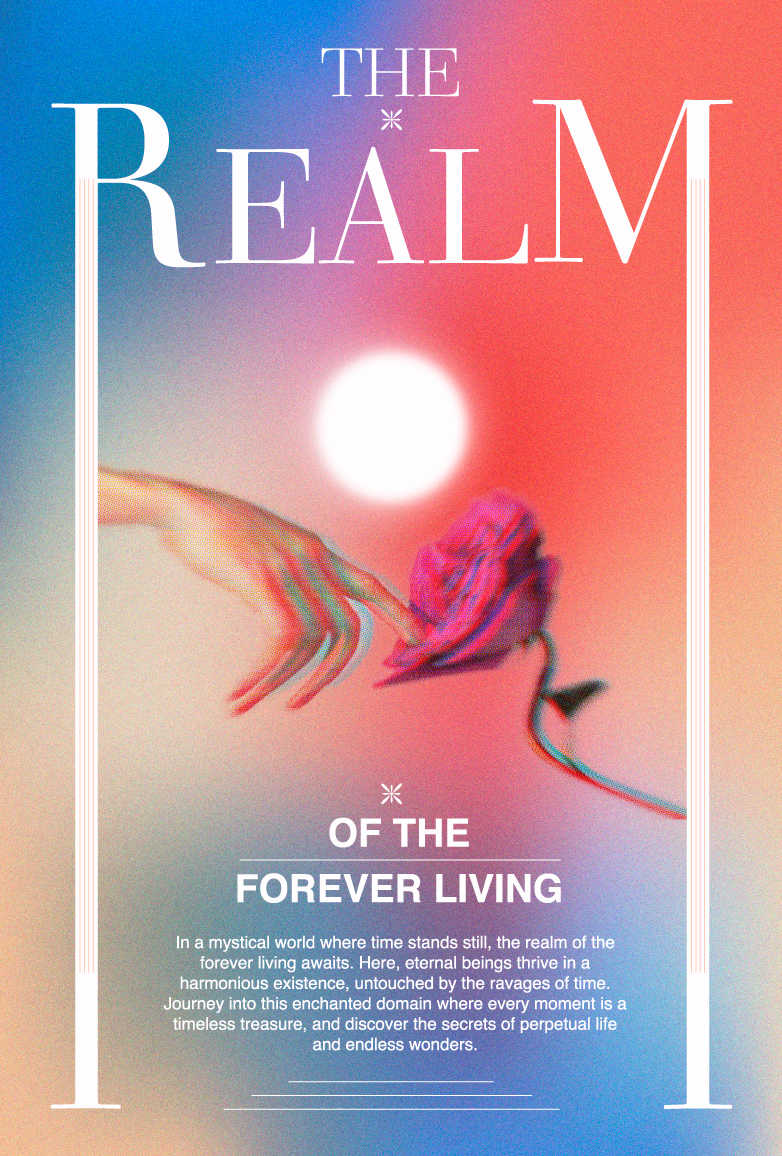 THE
REALM
OF THE
FOREVER LIVING
In a mystical world where time stands still, the realm of the
forever living awaits. Here, eternal beings thrive in a
harmonious existence, untouched by the ravages of time.
Journey into this enchanted domain where every moment is a
timeless treasure, and discover the secrets of perpetual life
and endless wonders.